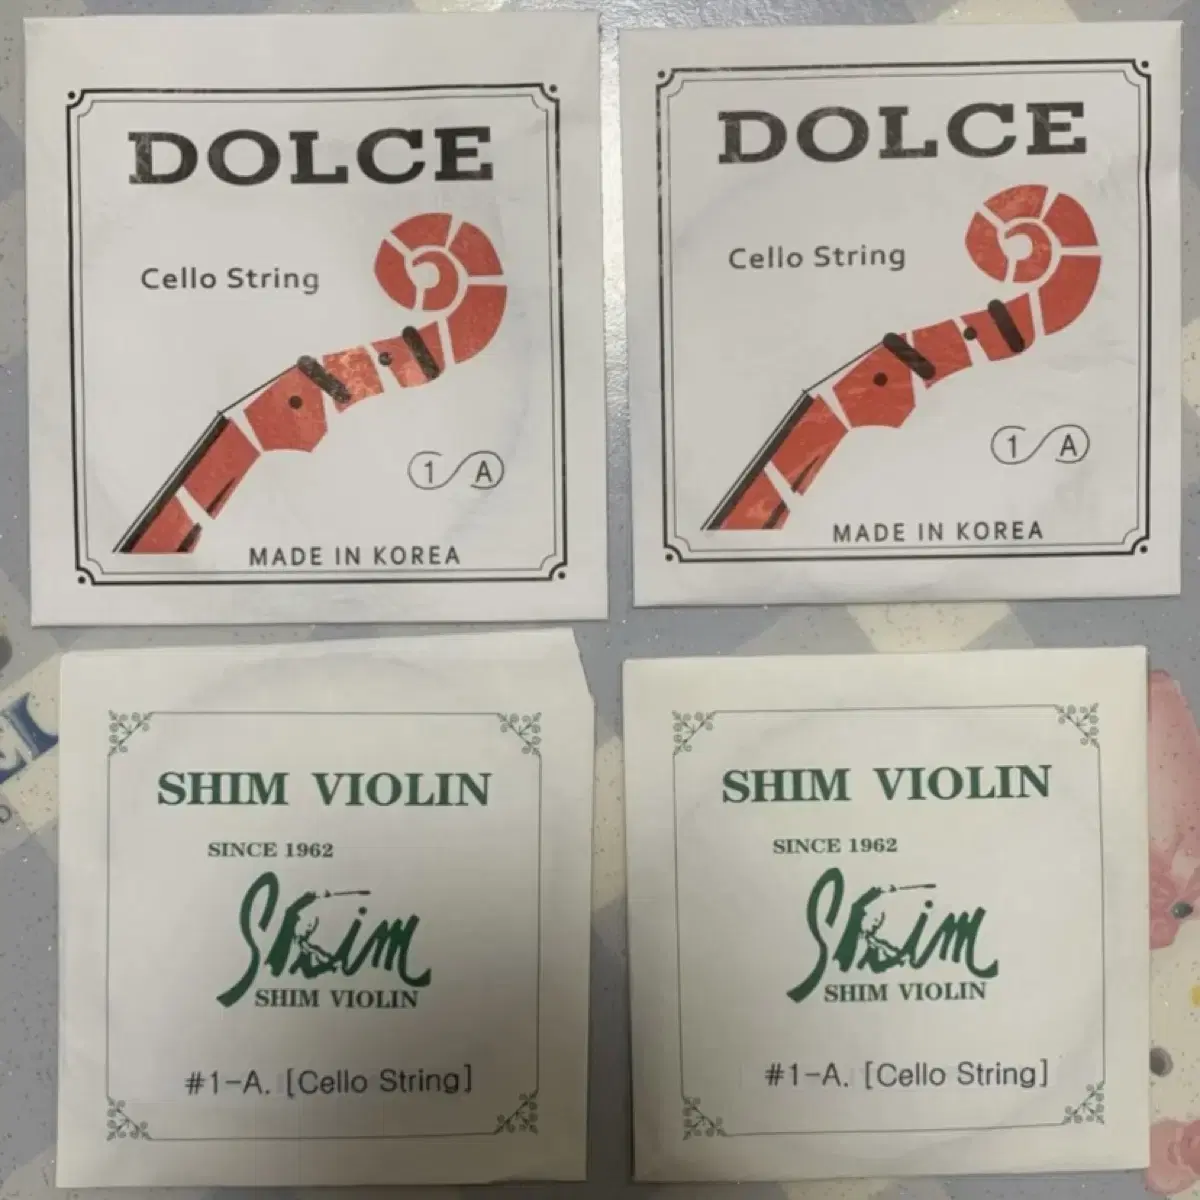 DOLCE
Cello String
1 A
MADE IN KOREA
DOLCE
Cello String
1 A
MADE IN KOREA
SHIM VIOLIN
SINCE 1962
Shim
SHIM VIOLIN
#1-A. [Cello String]
SHIM VIOLIN
SINCE 1962
Shim
SHIM VIOLIN
#1-A. [Cello String]